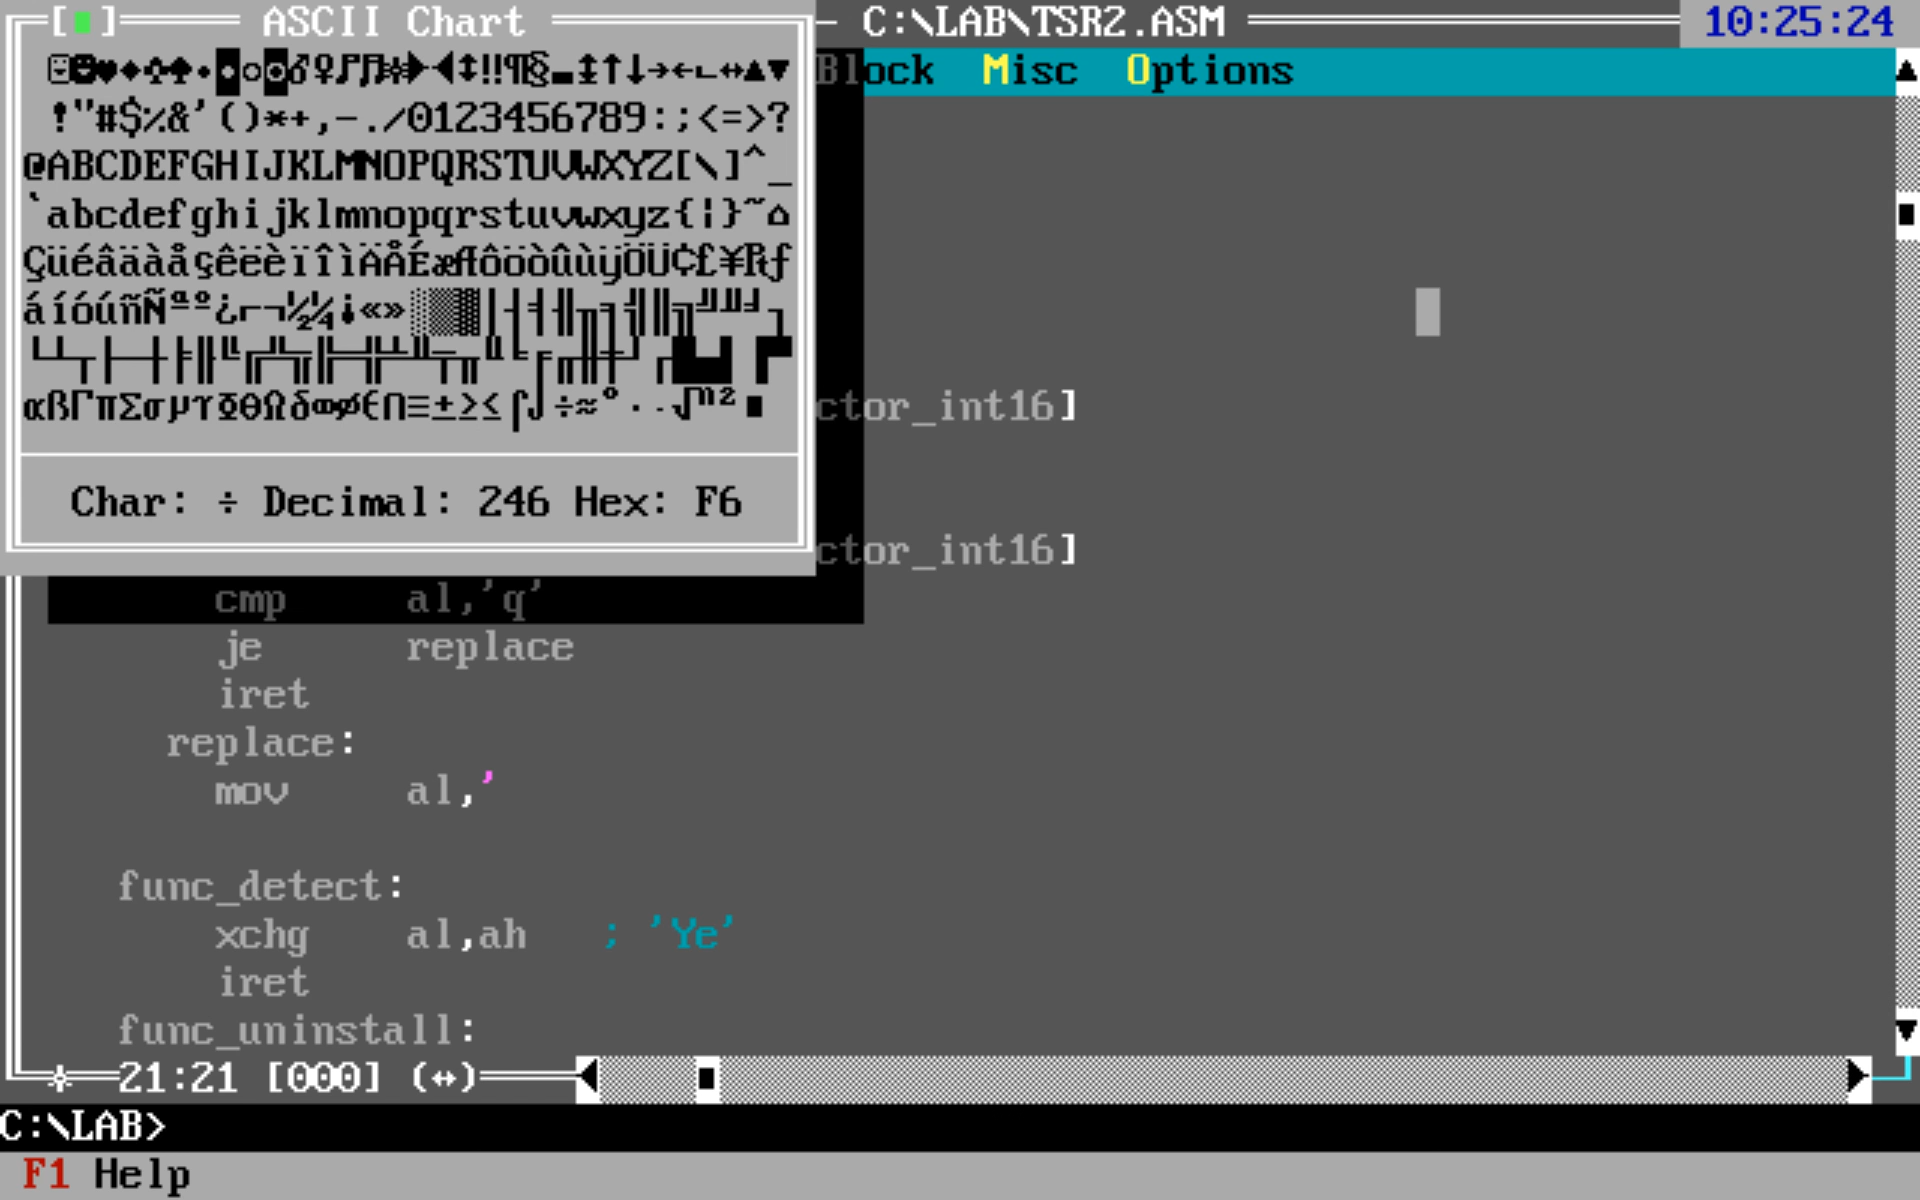 [■] ASCII Chart
C:\LAB\TSR2.ASM
10:25:24
Block Misc Options
☺☻♥♦♣♠•◘○◙♂♀♪♫☼►◄↕‼¶§▬↨↑↓→←∟↔▲▼
!"#$%&'()*+,-./0123456789:;<=>?
@ABCDEFGHIJKLMNOPQRSTUVWXYZ[\]^_
`abcdefghijklmnopqrstuvwxyz{|}~⌂
ÇüéâäàåçêëèïîìÄÅÉæÆôöòûùÿÖÜ¢£¥₧ƒ
áíóúñÑªº¿⌐¬½¼¡«»░▒▓│┤╡╢╖╕╣║╗╝╜╛┐
└┴┬├─┼╞╟╚╔╩╦╠═╬╧╨╤╥╙╘╒╓╫╪┘┌█▄▌▐▀
αßΓπΣσµτΦΘΩδ∞φε∩≡±≥≤⌠⌡÷≈°∙·√ⁿ²■
Char: ÷ Decimal: 246 Hex: F6
ctor_int16]
ctor_int16]
cmp al,'q'
je replace
iret
replace:
mov al,'
func_detect:
xchg al,ah ; 'Ye'
iret
func_uninstall:
21:21 [000] (↔)
C:\LAB>
F1 Help